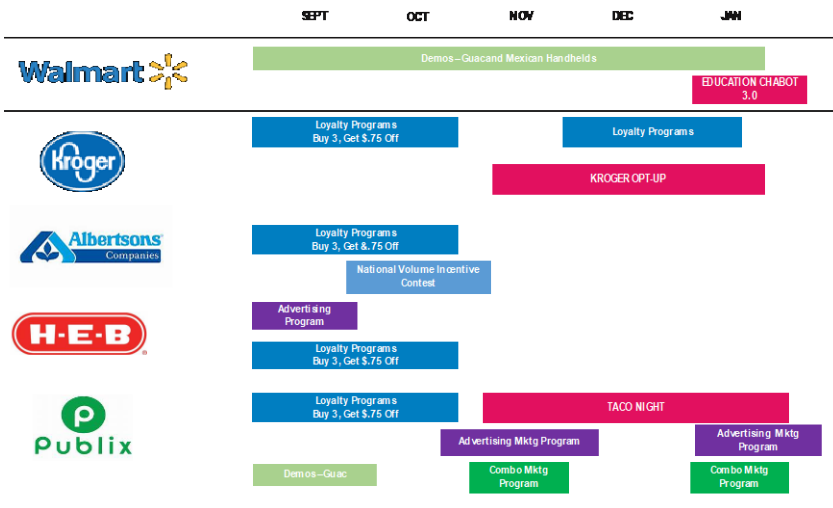 SEPT OCT NOV DEC JAN
Walmart
Demos–Guacand Mexican Handhelds
EDUCATION CHABOT
3.0
Kroger
Loyalty Programs
Buy 3, Get $.75 Off
Loyalty Programs
KROGER OPT-UP
Albertsons
Companies
Loyalty Programs
Buy 3, Get &.75 Off
National Volume Incentive
Contest
H-E-B
Advertising
Program
Loyalty Programs
Buy 3, Get $.75 Off
Publix
Loyalty Programs
Buy 3, Get $.75 Off
TACO NIGHT
Advertising Mktg Program
Advertising Mktg
Program
Demos–Guac
Combo Mktg
Program
Combo Mktg
Program